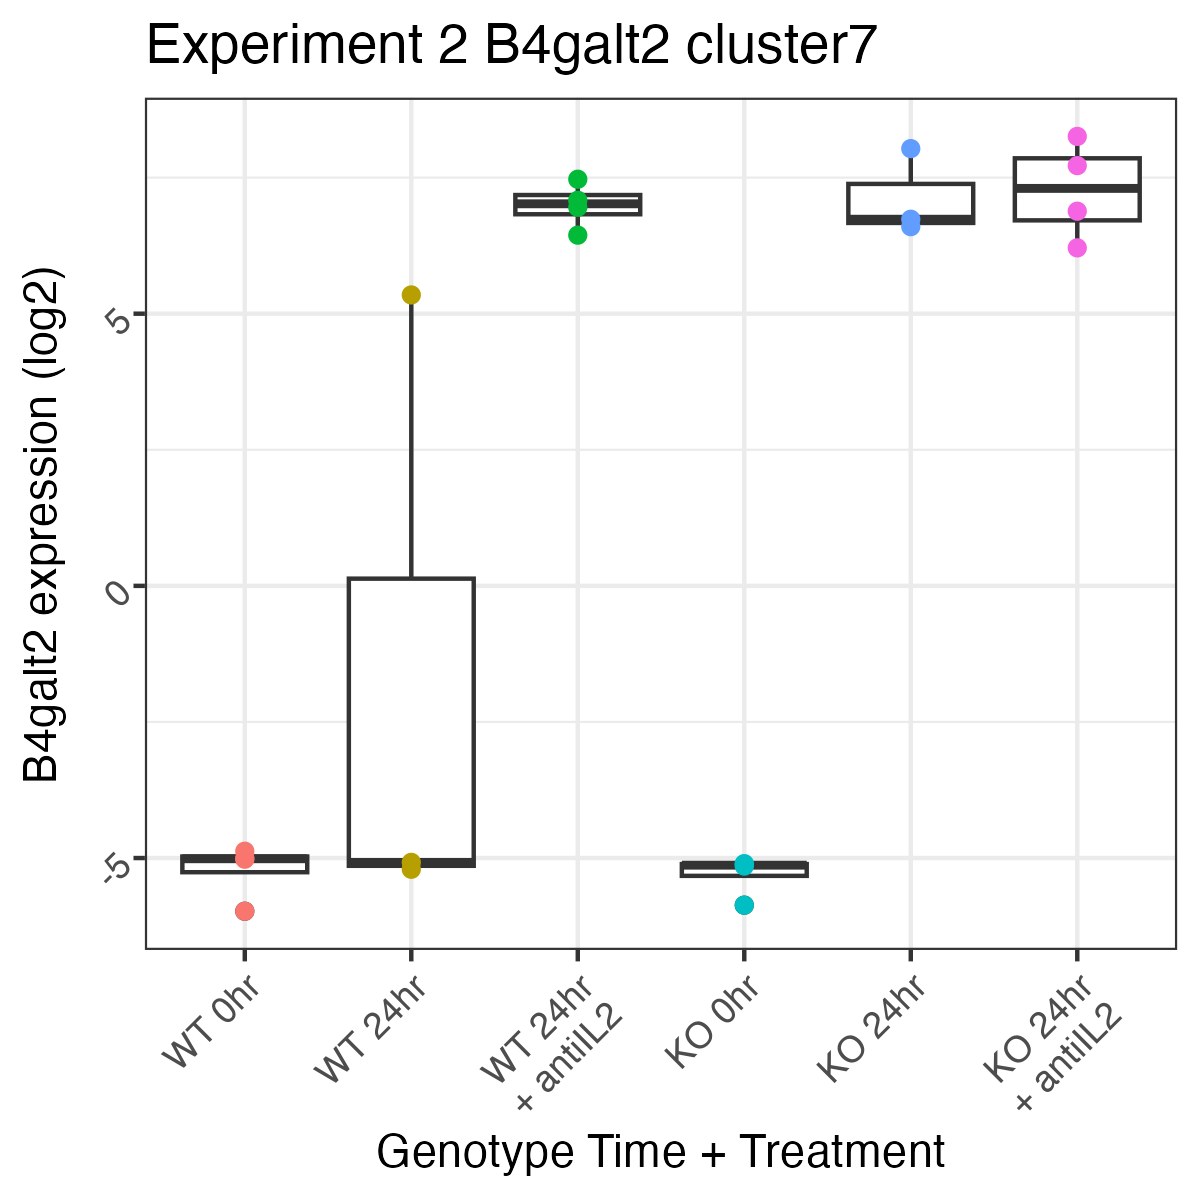 Experiment 2 B4galt2 cluster7
B4galt2 expression (log2)
5
0
-5
WT 0hr
WT 24hr
WT 24hr
+ antiIL2
KO 0hr
KO 24hr
KO 24hr
+ antiIL2
Genotype Time + Treatment